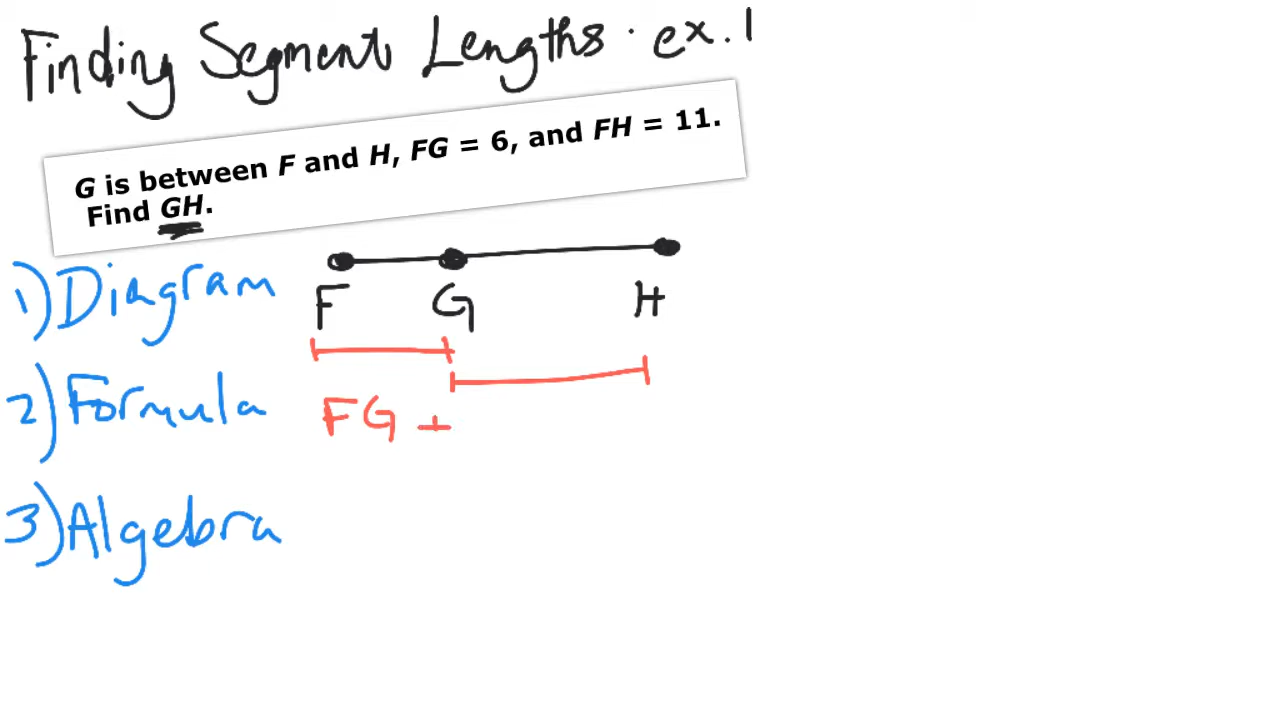 Finding Segment Lengths · ex. 1
G is between F and H, FG = 6, and FH = 11.
Find GH.
1) Diagram
F G H
2) Formula
FG +
3) Algebra